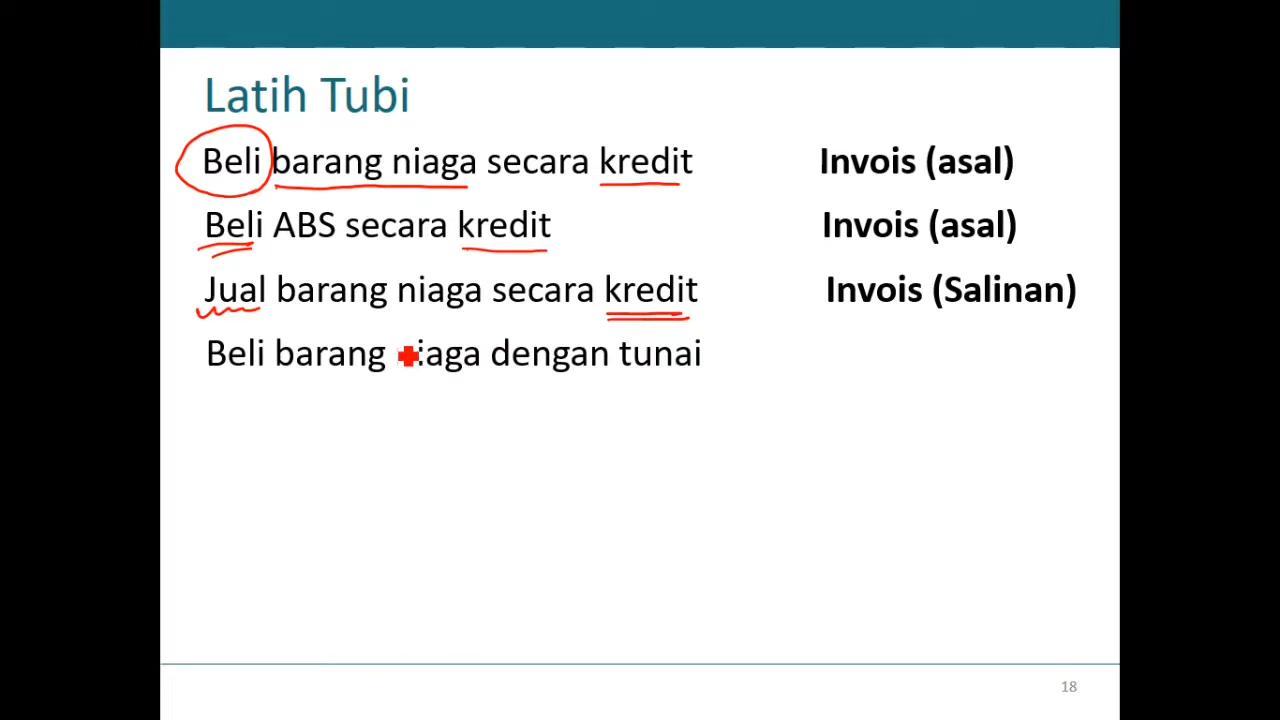 Latih Tubi
Beli barang niaga secara kredit Invois (asal)
Beli ABS secara kredit Invois (asal)
Jual barang niaga secara kredit Invois (Salinan)
Beli barang niaga dengan tunai
18